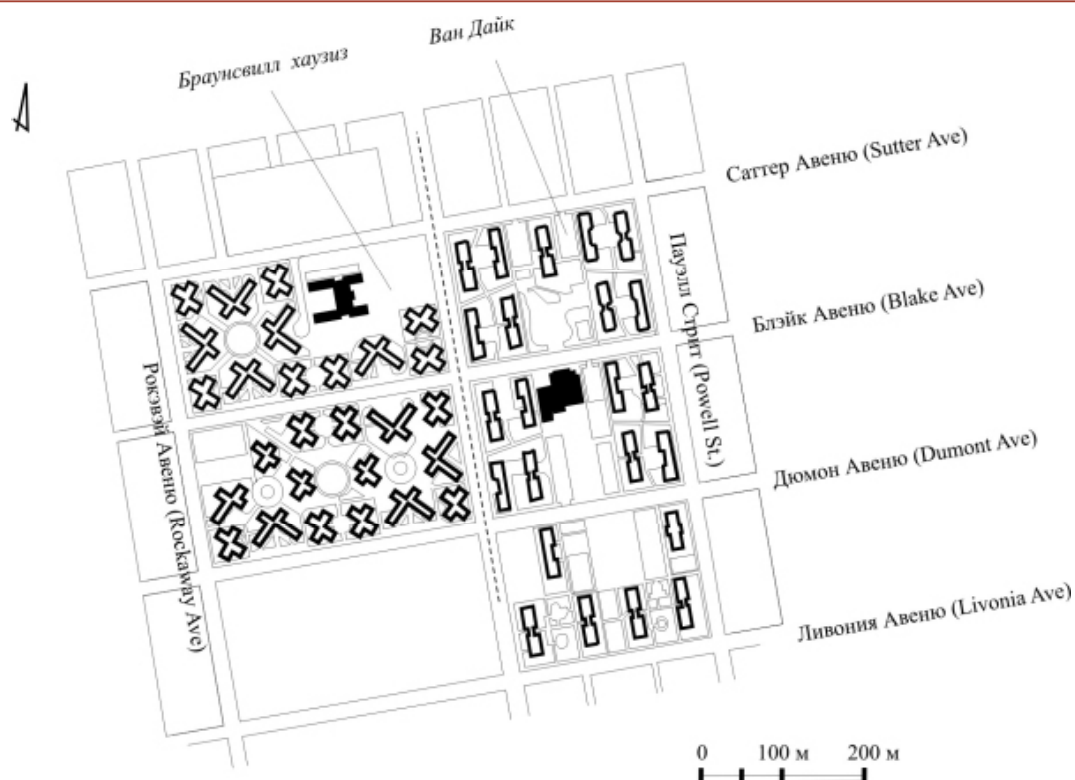 Ван Дайк
Браунсвилл хаузиз
Саттер Авеню (Sutter Ave)
Пауэлл Стрит (Powell St.)
Блэйк Авеню (Blake Ave)
Рокэвэй Авеню (Rockaway Ave)
Дюмон Авеню (Dumont Ave)
Ливония Авеню (Livonia Ave)
0 100 м 200 м